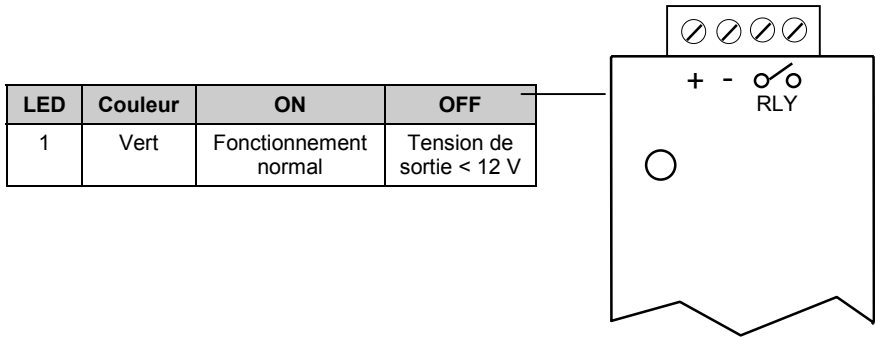 LED Couleur ON OFF
1 Vert Fonctionnement normal Tension de sortie < 12 V
+ -
RLY